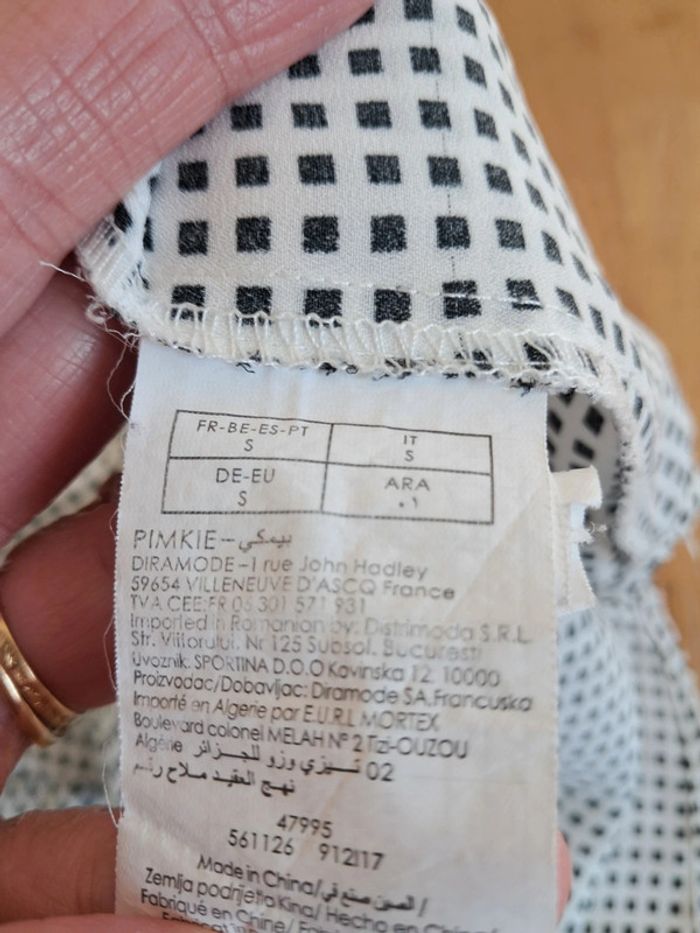 FR-BE-ES-PT
S
IT
S
DE-EU
S
ARA
٠١
PIMKIE - بيمكي
DIRAMODE - 1 rue John Hadley
59654 VILLENEUVE D'ASCQ France
TVA CEE:FR 06 301 571 931
Imported in Romanion by: Distrimoda S.R.L
Str. Viitorului, Nr 125 Subsol. Bucuresti
Uvoznik: SPORTINA D.O.O Kovinska 12 10000
Proizvodac/Dobavljac: Diramode SA,Francuska
Importé en Algerie par E.U.R.L MORTEX
Boulevard colonel MELAH N° 2 Tizi-OUZOU
Algérie تيزي وزو للجزائر 02
نهج العقيد ملاح رقم
47995
561126 912117
Made in China/الصين صنع في/
Zemlja podrijetla Kina/ Hecho en
Fabriqué en Chine/